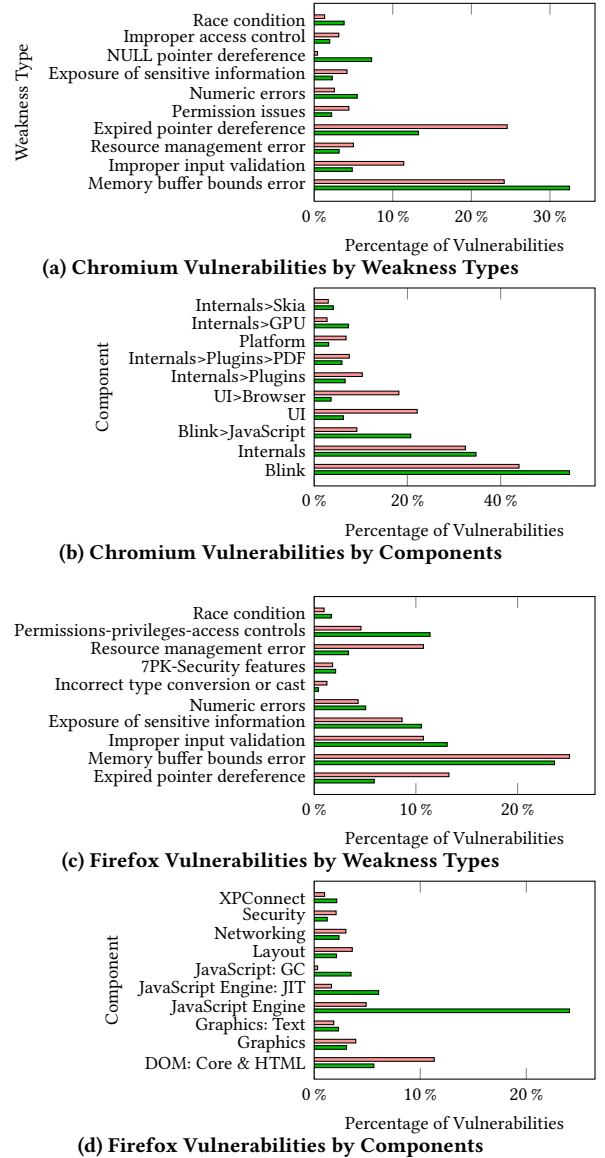 Weakness Type
Race condition
Improper access control
NULL pointer dereference
Exposure of sensitive information
Numeric errors
Permission issues
Expired pointer dereference
Resource management error
Improper input validation
Memory buffer bounds error
0 % 10 % 20 % 30 %
Percentage of Vulnerabilities
(a) Chromium Vulnerabilities by Weakness Types
Component
Internals>Skia
Internals>GPU
Platform
Internals>Plugins>PDF
Internals>Plugins
UI>Browser
UI
Blink>JavaScript
Internals
Blink
0 % 20 % 40 %
Percentage of Vulnerabilities
(b) Chromium Vulnerabilities by Components
Race condition
Permissions-privileges-access controls
Resource management error
7PK-Security features
Incorrect type conversion or cast
Numeric errors
Exposure of sensitive information
Improper input validation
Memory buffer bounds error
Expired pointer dereference
0 % 10 % 20 %
Percentage of Vulnerabilities
(c) Firefox Vulnerabilities by Weakness Types
Component
XPConnect
Security
Networking
Layout
JavaScript: GC
JavaScript Engine: JIT
JavaScript Engine
Graphics: Text
Graphics
DOM: Core & HTML
0 % 10 % 20 %
Percentage of Vulnerabilities
(d) Firefox Vulnerabilities by Components